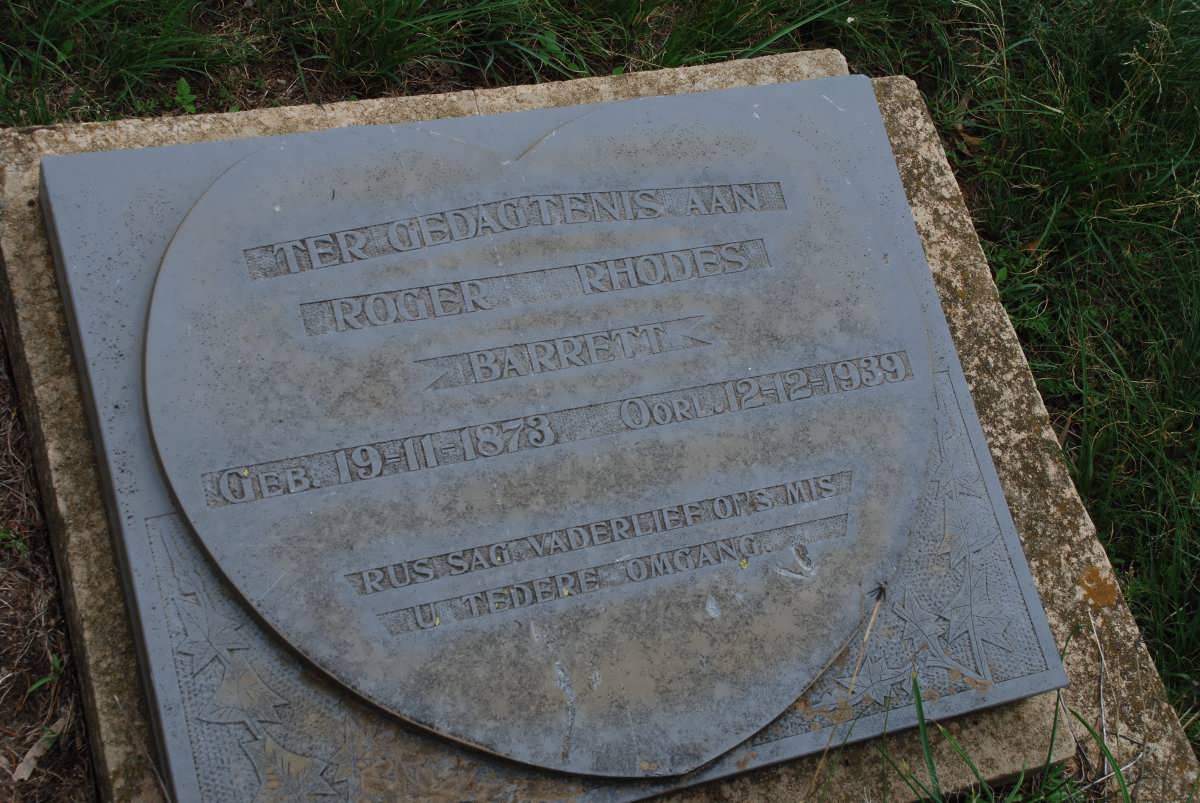 TER GEDAGTENIS AAN
ROGER RHODES
BARRETT
GEB. 19-11-1873 OORL. 12-12-1939
RUS SAG VADERLIEF ONS MIS
U TEDERE OMGANG.